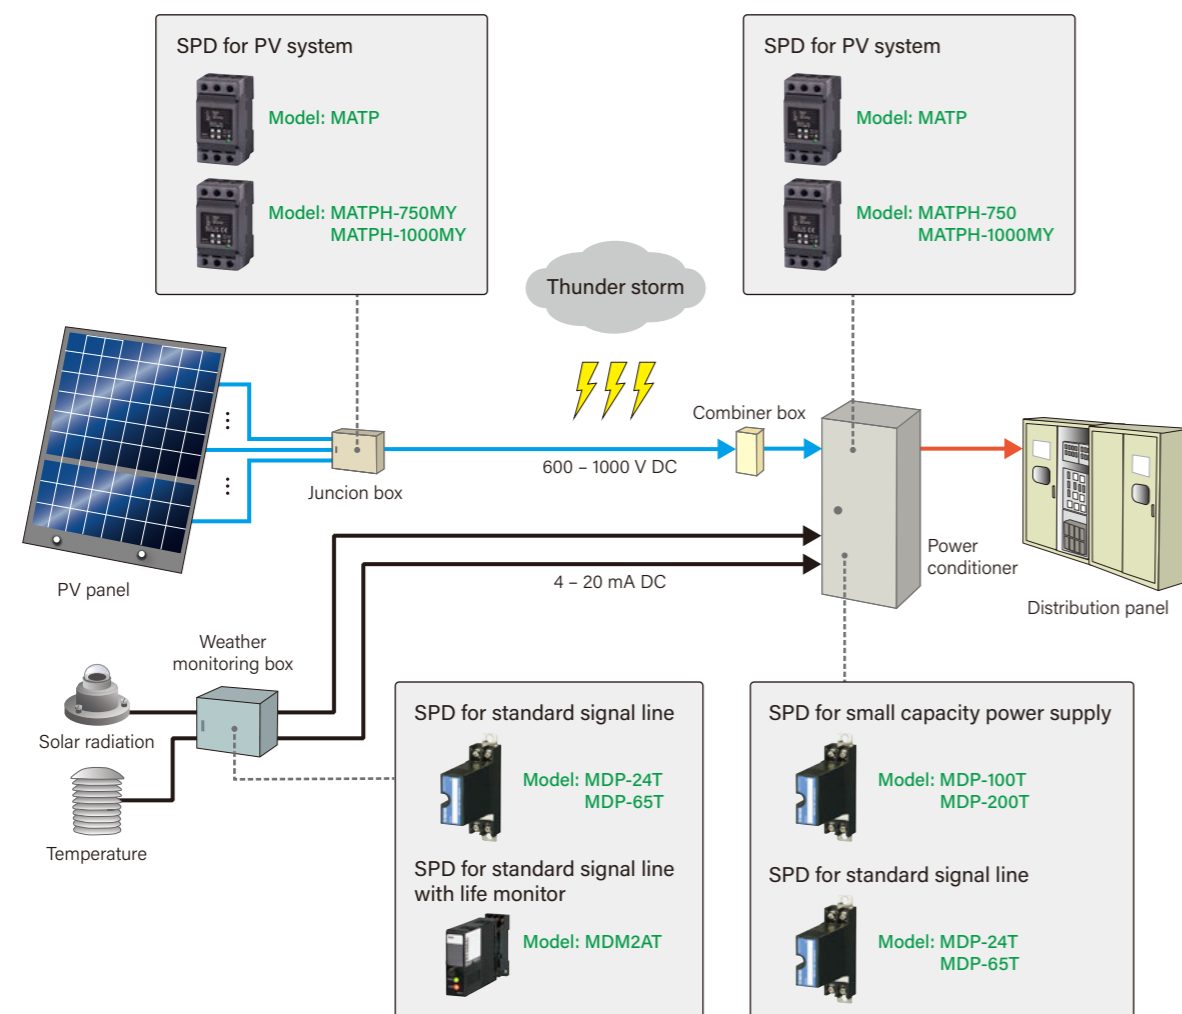 SPD for PV system
Model: MATP
Model: MATPH-750MY
MATPH-1000MY
SPD for PV system
Model: MATP
Model: MATPH-750
MATPH-1000MY
Thunder storm
Combiner box
600 – 1000 V DC
Juncion box
PV panel
Power
conditioner
4 – 20 mA DC
Distribution panel
Weather
monitoring box
Solar radiation
Temperature
SPD for standard signal line
Model: MDP-24T
MDP-65T
SPD for standard signal line
with life monitor
Model: MDM2AT
SPD for small capacity power supply
Model: MDP-100T
MDP-200T
SPD for standard signal line
Model: MDP-24T
MDP-65T